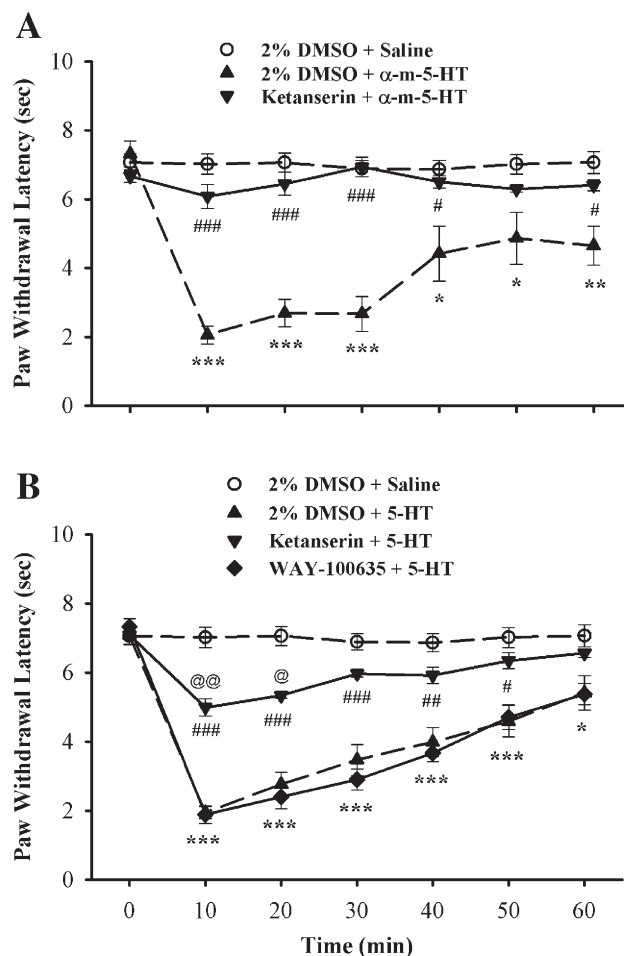 A
2% DMSO + Saline
2% DMSO + α-m-5-HT
Ketanserin + α-m-5-HT
Paw Withdrawal Latency (sec)
10
8
6
4
2
0
### ### ### # #
*** *** *** * * **
B
2% DMSO + Saline
2% DMSO + 5-HT
Ketanserin + 5-HT
WAY-100635 + 5-HT
Paw Withdrawal Latency (sec)
10
8
6
4
2
0
@@ @
### ### ### ## #
*** *** *** *** *** *
0 10 20 30 40 50 60
Time (min)